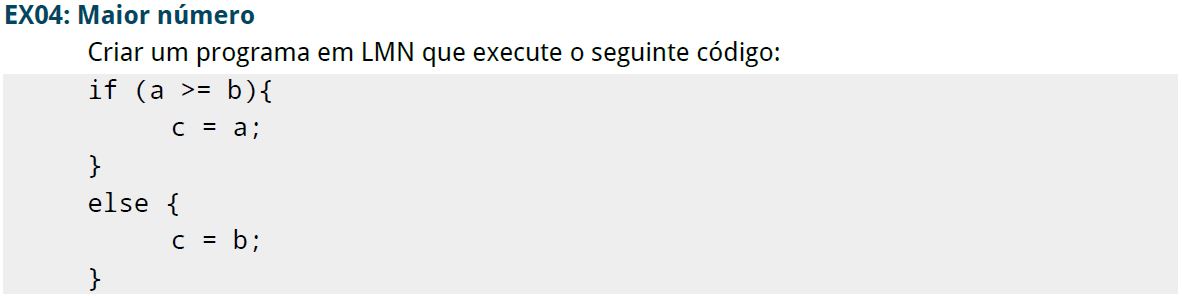 EX04: Maior número
Criar um programa em LMN que execute o seguinte código:
if (a >= b){
c = a;
}
else {
c = b;
}